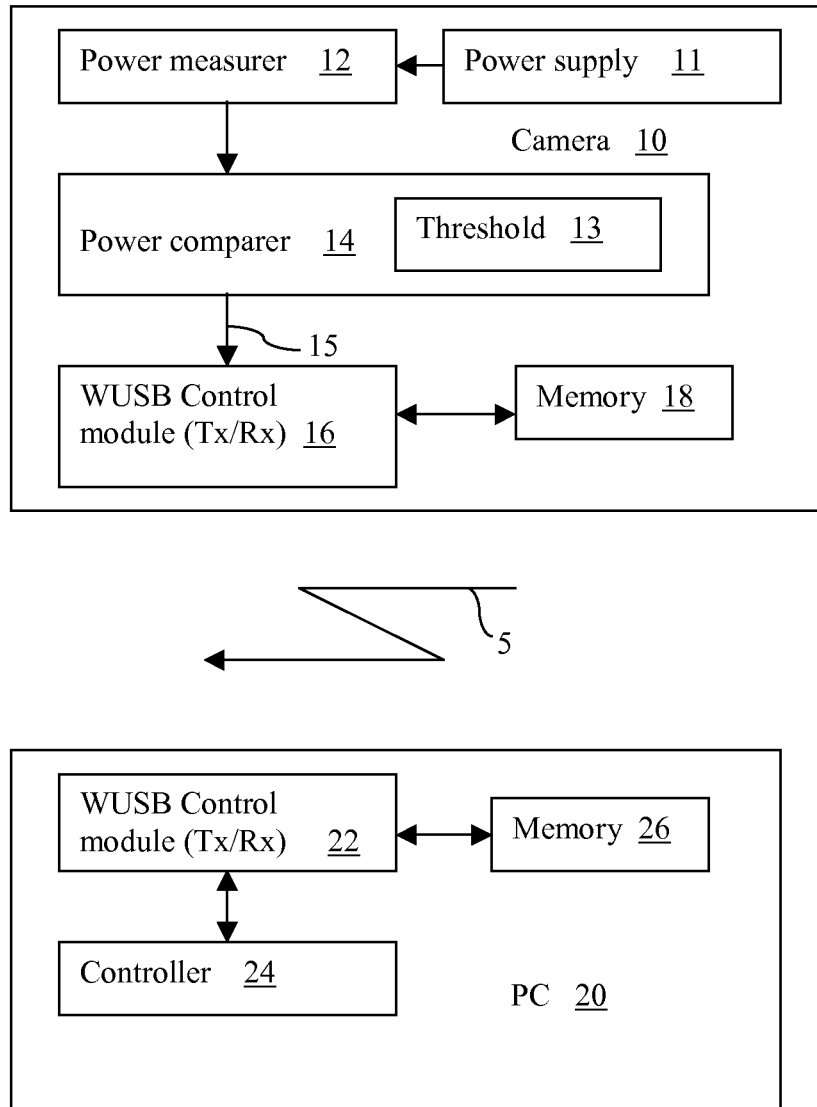 Power measurer 12
Power supply 11
Camera 10
Power comparer 14
Threshold 13
15
WUSB Control
module (Tx/Rx) 16
Memory 18
5
WUSB Control
module (Tx/Rx) 22
Memory 26
Controller 24
PC 20